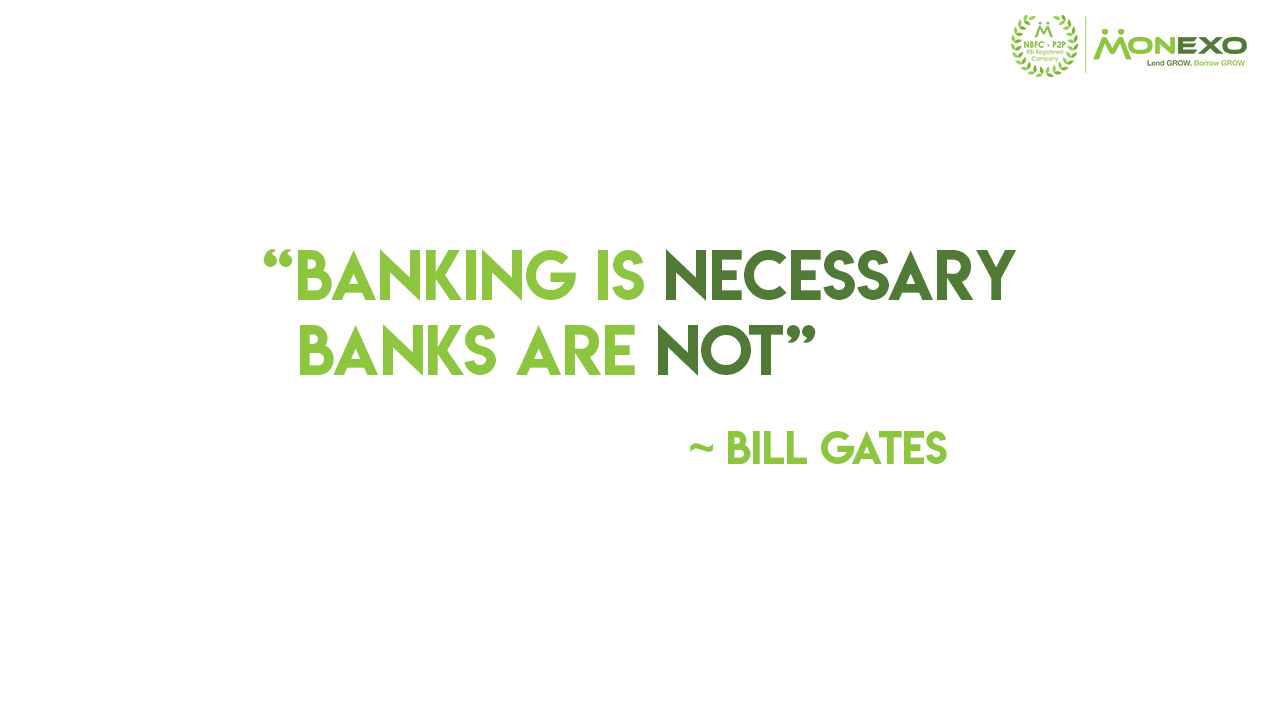 NBFC - P2P
RBI Registered
Company
MONEXO
Lend GROW. Borrow GROW
“BANKING IS NECESSARY
BANKS ARE NOT”
~ BILL GATES